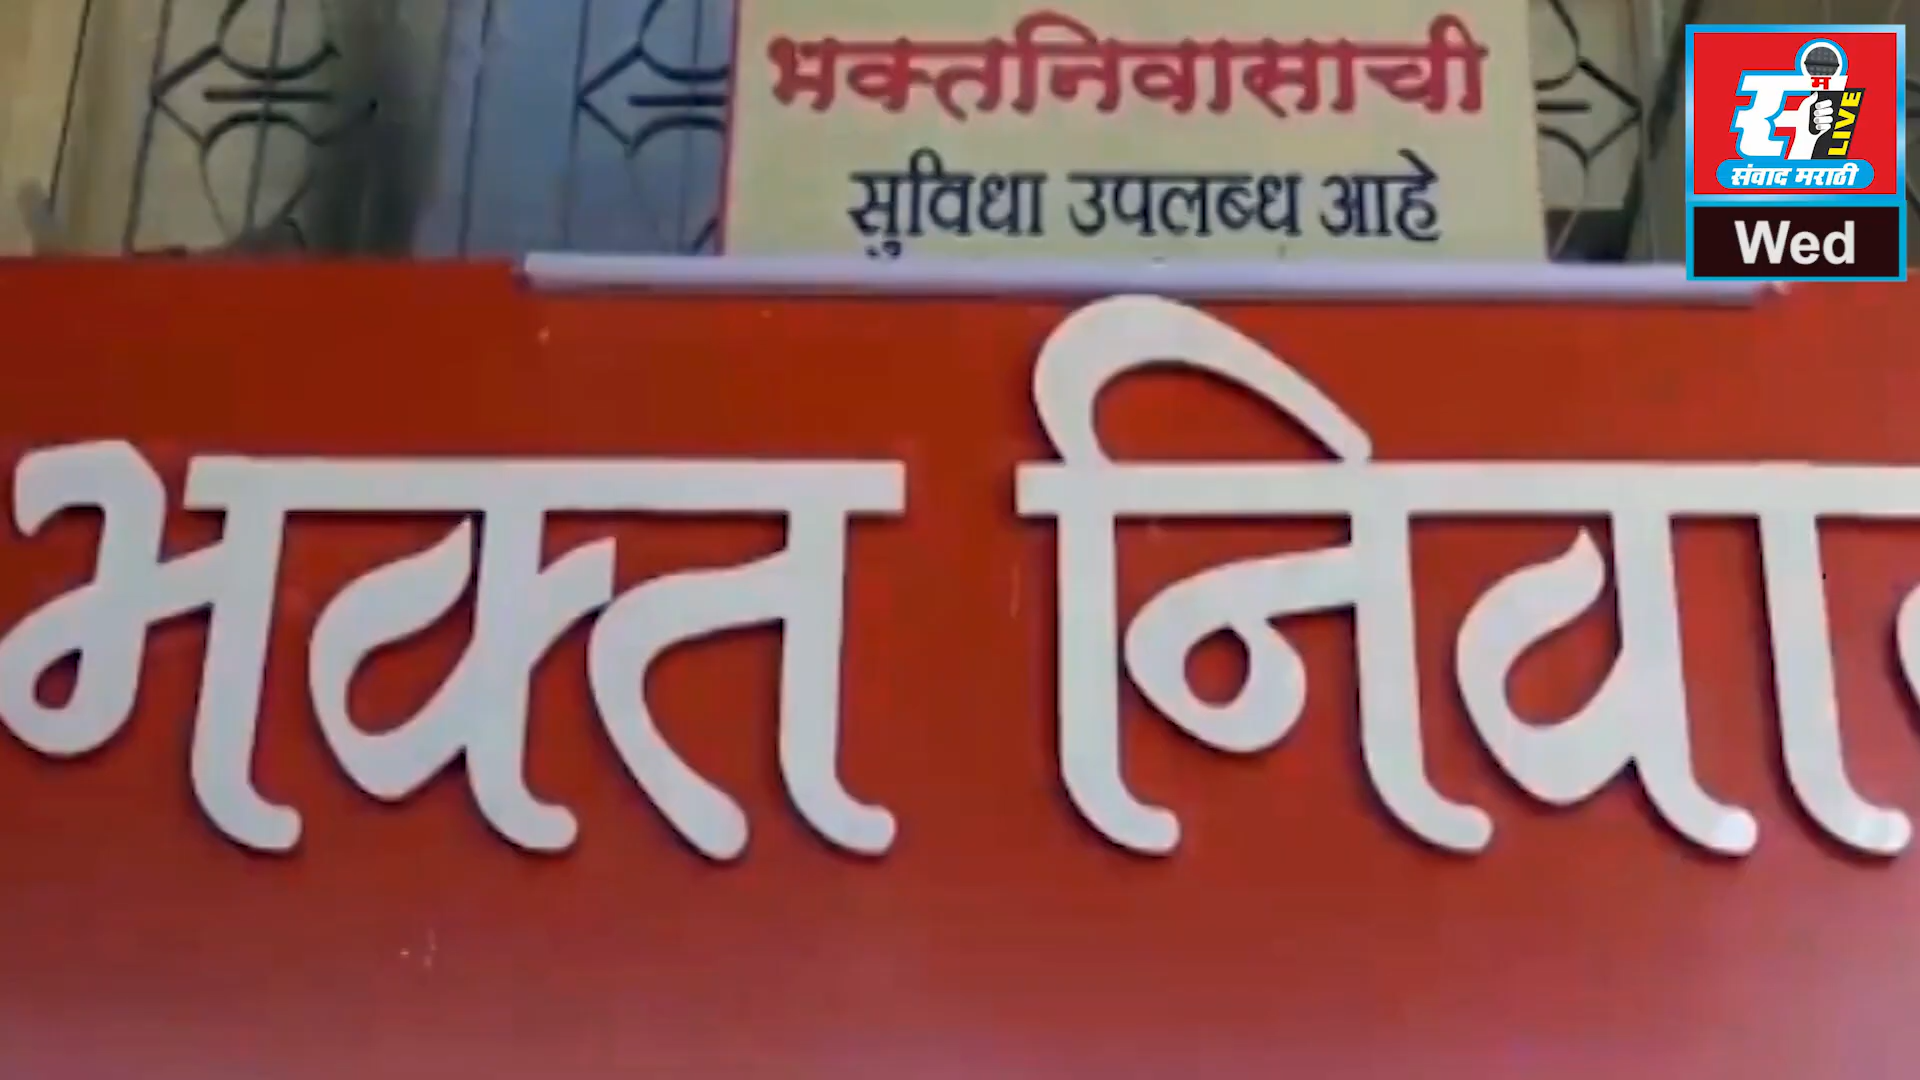 भक्तनिवासाची
सुविधा उपलब्ध आहे
स
म
LIVE
संवाद मराठी
Wed
भक्त निवा